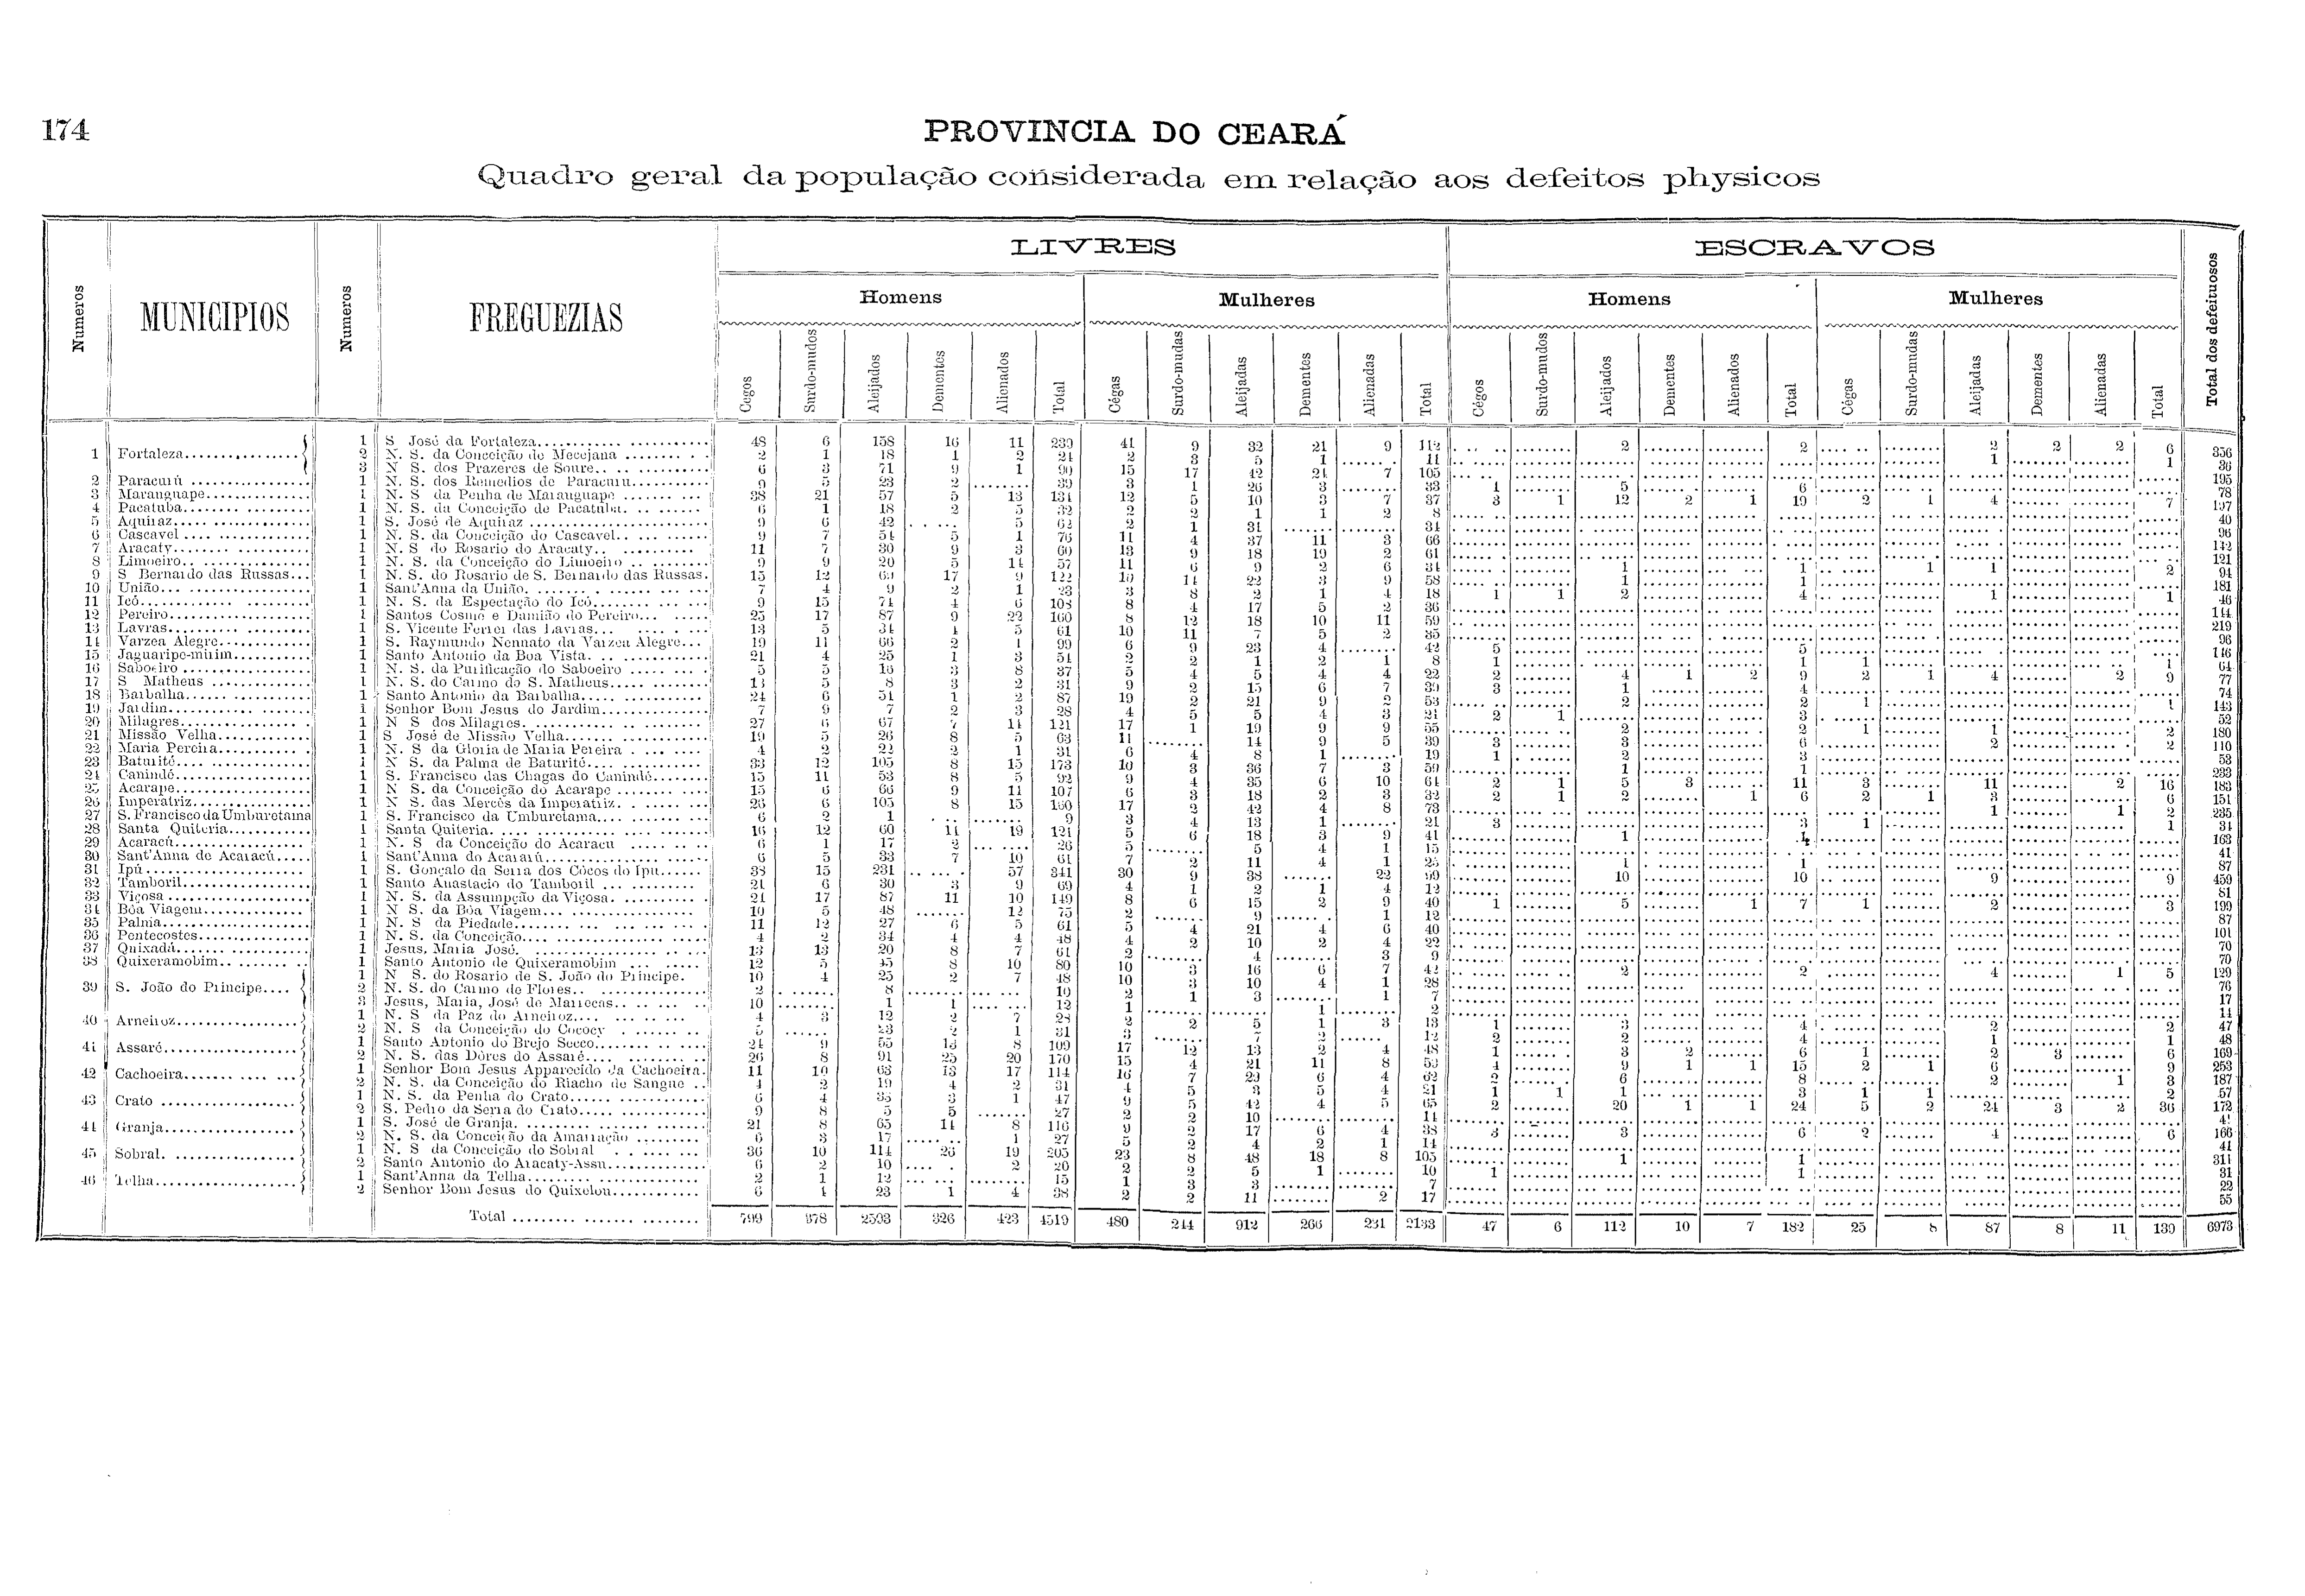 174
PROVINCIA DO CEARÁ
Quadro geral da população considerada em relação aos defeitos physicos
LIVRES
ESCRAVOS
Numeros
MUNICIPIOS
Numeros
FREGUEZIAS
Homens
Mulheres
Homens
Mulheres
Total dos defeituosos
Cegos Surdo-mudos Aleijados Dementes Alienados Total Cégas Surdo-mudas Aleijadas Dementes Alienadas Total Cégos Surdo-mudos Aleijados Dementes Alienados Total Cégas Surdo-mudas Aleijadas Dementes Alienadas Total
1 Fortaleza
1 S José da Fortaleza 48 6 158 16 11 239 41 9 32 21 9 112 2 2 2 2 2 6 356
2 N. S. da Conceição de Mecejana 2 1 18 1 2 24 2 3 5 1 11 1 1 36
3 N S. dos Prazeres de Soure 6 3 71 9 1 90 15 17 42 24 7 105 195
2 Paracurú 1 N. S. dos Remedios de Paracurú 9 5 23 2 39 3 1 26 3 33 1 5 6 78
3 Maranguape 1 N. S da Penha de Maranguape 38 21 57 5 13 134 12 5 10 3 7 37 3 1 12 2 1 19 2 1 4 7 197
4 Pacatuba 1 N. S. da Conceição de Pacatuba 6 1 18 2 5 32 2 2 1 1 2 8 40
5 Aquiraz 1 S. José de Aquiraz 9 6 42 5 62 2 1 31 34 96
6 Cascavel 1 N. S. da Conceição do Cascavel 9 7 54 5 1 76 11 4 37 11 3 66 142
7 Aracaty 1 N. S do Rosario do Aracaty 11 7 30 9 3 60 13 9 18 19 2 61 121
8 Limoeiro 1 N. S. da Conceição do Limoeiro 9 9 20 5 14 57 11 6 9 2 6 34 1 1 1 1 2 94
9 S Bernardo das Russas 1 N. S. do Rosario de S. Bernardo das Russas 15 12 69 17 9 122 10 14 22 3 9 58 1 1 181
10 União 1 Sant'Anna da União 7 4 9 2 1 23 3 8 2 1 4 18 1 1 2 4 1 1 46
11 Icó 1 N. S. da Espectação do Icó 9 15 74 4 6 108 8 4 17 5 2 36 144
12 Pereiro 1 Santos Cosme e Damião do Pereiro 25 17 87 9 22 160 8 12 18 10 11 59 219
13 Lavras 1 S. Vicente Ferrer das Lavras 13 5 34 4 5 61 10 11 7 5 2 35 96
14 Varzea Alegre 1 S. Raymundo Nonnato da Varzea Alegre 19 11 66 2 1 99 6 9 23 4 42 5 5 146
15 Jaguaripe-mirim 1 Santo Antonio da Boa Vista 21 4 25 1 3 54 2 2 1 2 1 8 1 1 1 1 64
16 Saboeiro 1 N. S. da Purificação do Saboeiro 5 5 16 3 8 37 5 4 5 4 4 22 2 4 1 2 9 2 1 4 2 9 77
17 S Matheus 1 N. S. do Carmo do S. Matheus 13 5 8 3 2 31 9 2 15 6 7 39 3 1 4 74
18 Barbalha 1 Santo Antonio da Barbalha 24 6 54 1 2 87 19 2 21 9 2 53 2 2 1 1 143
19 Jardim 1 Senhor Bom Jesus do Jardim 7 9 7 2 3 28 4 5 5 4 3 21 2 1 3 52
20 Milagres 1 N S dos Milagres 27 6 67 7 14 121 17 1 19 9 9 55 2 2 1 1 2 180
21 Missão Velha 1 S José de Missão Velha 19 5 26 8 5 63 11 14 9 5 39 3 3 6 2 2 110
22 Maria Pereira 1 N. S da Gloria de Maria Pereira 4 2 22 2 1 31 6 4 8 1 19 1 2 3 53
23 Baturité 1 N S. da Palma de Baturité 33 12 105 8 15 173 10 3 36 7 3 59 1 1 233
24 Canindé 1 S. Francisco das Chagas do Canindé 15 11 53 8 5 92 9 4 35 6 10 64 2 1 5 3 11 3 11 2 16 183
25 Acarape 1 N S. da Conceição do Acarape 15 6 66 9 11 107 6 3 18 2 3 32 2 1 2 1 6 2 1 3 6 151
26 Imperatriz 1 N S. das Mercês da Imperatriz 26 6 105 8 15 160 17 2 42 4 8 73 1 1 2 235
27 S. Francisco da Umburetama 1 S. Francisco da Umburetama 6 2 1 9 3 4 13 1 21 3 3 1 1 34
28 Santa Quiteria 1 Santa Quiteria 16 12 60 14 19 121 5 6 18 3 9 41 1 1 163
29 Acaracú 1 N. S da Conceição do Acaracu 6 1 17 2 26 5 5 4 1 15 41
30 Sant'Anna de Acaracú 1 Sant'Anna do Acaracú 6 5 33 7 10 61 7 2 11 4 1 25 1 1 87
31 Ipú 1 S. Gonçalo da Serra dos Côcos do Ipu 38 15 231 57 341 30 9 38 22 99 10 10 9 9 459
32 Tamboril 1 Santo Anastacio do Tamboril 21 6 30 3 9 69 4 1 2 1 4 12 81
33 Viçosa 1 N. S. da Assumpção da Viçosa 24 17 87 11 10 149 8 6 15 2 9 40 1 5 1 7 1 2 3 199
34 Bôa Viagem 1 N S. da Bôa Viagem 10 5 48 12 75 2 9 1 12 87
35 Palma 1 N. S da Piedade 11 12 27 6 5 61 5 4 21 4 6 40 101
36 Pentecostes 1 N. S. da Conceição 4 2 34 4 4 48 4 2 10 2 4 22 70
37 Quixadá 1 Jesus, Maria José 13 13 20 8 7 61 2 4 3 9 70
38 Quixeramobim 1 Santo Antonio de Quixeramobim 12 5 45 8 10 80 10 3 16 6 7 42 2 2 4 1 5 129
39 S. João do Principe
1 N S. do Rosario de S. João do Principe 10 4 25 2 7 48 10 3 10 4 1 28 76
2 N. S. do Carmo de Flores 2 8 10 2 1 3 1 7 17
3 Jesus, Maria, José de Marrecas 10 1 1 12 1 1 2 14
40 Arneiroz
1 N. S da Paz do Arneiroz 4 3 12 2 7 28 2 2 5 1 3 13 1 3 4 2 2 47
2 N. S da Conceição do Cococy 5 23 2 1 31 3 7 2 12 2 2 4 1 1 48
41 Assaré
1 Santo Antonio do Brejo Secco 24 9 55 13 8 109 17 12 13 2 4 48 1 3 2 6 1 2 3 6 169
2 N. S. das Dôres do Assaré 26 8 91 25 20 170 15 4 21 11 8 53 4 9 1 1 15 2 1 6 9 253
42 Cachoeira
1 Senhor Bom Jesus Apparecido da Cachoeira 11 10 63 13 17 114 16 7 29 6 4 62 2 6 8 2 1 3 187
2 N. S. da Conceição do Riacho de Sangue 4 2 19 4 2 31 4 5 3 5 4 21 1 1 1 3 1 1 2 57
43 Crato
1 N. S. da Penha do Crato 6 4 33 3 1 47 9 5 42 4 5 65 2 20 1 1 24 5 2 24 3 2 36 172
2 S. Pedro da Serra do Crato 9 8 5 5 27 2 2 10 14
44 Granja
1 S. José de Granja 21 8 65 14 8 116 9 2 17 6 4 38 3 3 6 2 4 6 166
2 N. S. da Conceição da Amarração 6 3 17 1 27 5 2 4 2 1 14 41
45 Sobral
1 N. S da Conceição do Sobral 36 10 114 26 19 205 23 8 48 18 8 105 1 1 311
2 Santo Antonio do Aracaty-Assu 6 2 10 2 20 2 2 5 1 10 1 1 31
46 Telha
1 Sant'Anna da Telha 2 1 12 15 1 3 3 7 22
2 Senhor Bom Jesus do Quixelou 6 4 23 1 4 38 2 2 11 2 17 55
Total 799 378 2593 326 423 4519 480 244 912 266 231 2133 47 6 112 10 7 182 25 8 87 8 11 139 6973